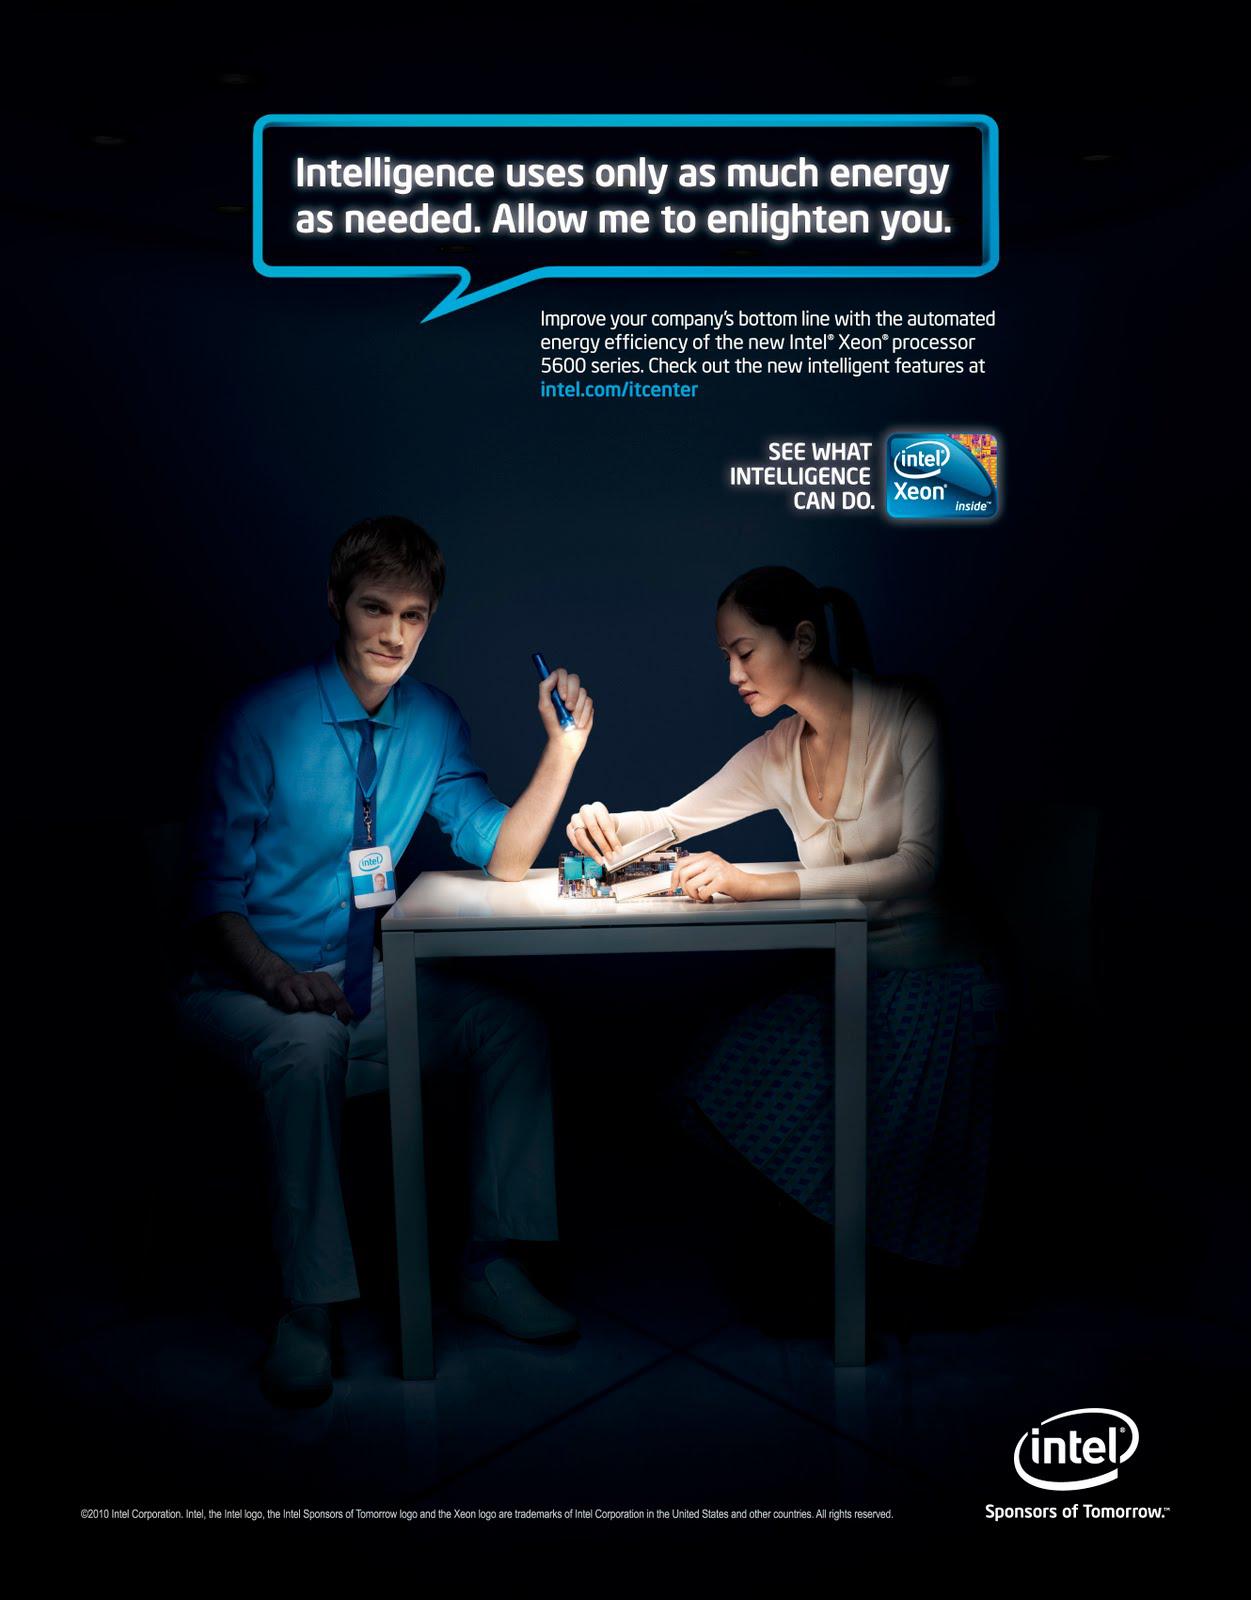 Intelligence uses only as much energy
as needed. Allow me to enlighten you.
Improve your company's bottom line with the automated
energy efficiency of the new Intel® Xeon® processor
5600 series. Check out the new intelligent features at
intel.com/itcenter
SEE WHAT
INTELLIGENCE
CAN DO.
intel®
Xeon®
inside™
intel
intel®
Sponsors of Tomorrow.™
©2010 Intel Corporation. Intel, the Intel logo, the Intel Sponsors of Tomorrow logo and the Xeon logo are trademarks of Intel Corporation in the United States and other countries. All rights reserved.